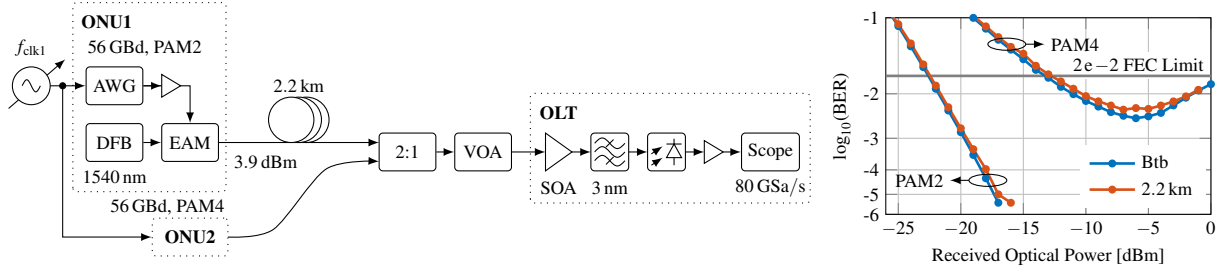 ONU1
56 GBd, PAM2
f_clk1
AWG
DFB
EAM
1540 nm
3.9 dBm
2.2 km
56 GBd, PAM4
ONU2
2:1
VOA
OLT
SOA
3 nm
Scope
80 GSa/s
log10(BER)
-1
-2
-3
-4
-5
-6
PAM4
2e−2 FEC Limit
PAM2
Btb
2.2 km
−25
−20
−15
−10
−5
0
Received Optical Power [dBm]